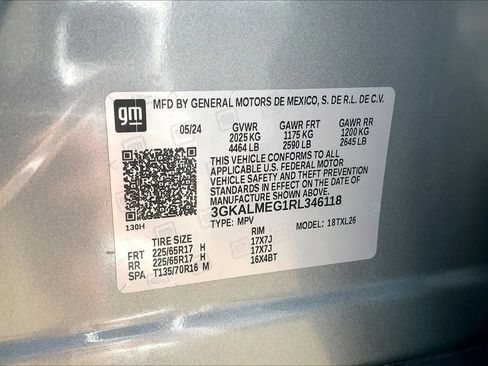 gm
MFD BY GENERAL MOTORS DE MEXICO, S. DE R.L. DE C.V.
05/24 GVWR GAWR FRT GAWR RR
2025 KG 1175 KG 1200 KG
4464 LB 2590 LB 2645 LB
THIS VEHICLE CONFORMS TO ALL
APPLICABLE U.S. FEDERAL MOTOR
VEHICLE SAFETY AND THEFT PREVENTION
STANDARDS IN EFFECT ON THE DATE OF
MANUFACTURE SHOWN ABOVE.
3GKALMEG1RL346118
130H TYPE: MPV MODEL: 18TXL26
TIRE SIZE RIM
FRT 225/65R17 H 17X7J
RR 225/65R17 H 17X7J
SPA T135/70R16 M 16X4BT